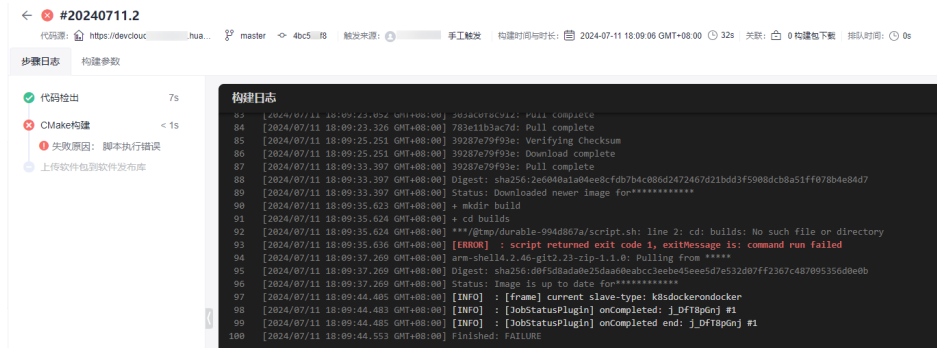 #20240711.2
代码源: https://devclouc .hua... master 4bc5 f8 触发来源: 手工触发 构建时间与时长: 2024-07-11 18:09:06 GMT+08:00 32s 关联: 0 构建包下载 排队时间: 0s
步骤日志 构建参数
代码检出 7s
CMake构建 < 1s
失败原因: 脚本执行错误
上传软件包到软件发布库
构建日志
83 [2024/07/11 18:09:23.052 GMT+08:00] 303ac0f8c912: Pull complete
84 [2024/07/11 18:09:23.326 GMT+08:00] 783e11b3ac7d: Pull complete
85 [2024/07/11 18:09:25.251 GMT+08:00] 39287e79f93e: Verifying Checksum
86 [2024/07/11 18:09:25.251 GMT+08:00] 39287e79f93e: Download complete
87 [2024/07/11 18:09:33.397 GMT+08:00] 39287e79f93e: Pull complete
88 [2024/07/11 18:09:33.397 GMT+08:00] Digest: sha256:2e6040a1a04ee8cfdb7b4c086d2472467d21bdd3f5908dcb8a51ff078b4e84d7
89 [2024/07/11 18:09:33.397 GMT+08:00] Status: Downloaded newer image for************
90 [2024/07/11 18:09:35.623 GMT+08:00] + mkdir build
91 [2024/07/11 18:09:35.624 GMT+08:00] + cd builds
92 [2024/07/11 18:09:35.624 GMT+08:00] ***/@tmp/durable-994d867a/script.sh: line 2: cd: builds: No such file or directory
93 [2024/07/11 18:09:35.636 GMT+08:00] [ERROR] : script returned exit code 1, exitMessage is: command run failed
94 [2024/07/11 18:09:37.269 GMT+08:00] arm-shell4.2.46-git2.23-zip-1.1.0: Pulling from *****
95 [2024/07/11 18:09:37.269 GMT+08:00] Digest: sha256:d0f5d8ada0e25daa60eabcc3eebe45eee5d7e532d07ff2367c487095356d0e0b
96 [2024/07/11 18:09:37.269 GMT+08:00] Status: Image is up to date for************
97 [2024/07/11 18:09:44.405 GMT+08:00] [INFO] : [frame] current slave-type: k8sdockerondocker
98 [2024/07/11 18:09:44.483 GMT+08:00] [INFO] : [JobStatusPlugin] onCompleted: j_DfT8pGnj #1
99 [2024/07/11 18:09:44.485 GMT+08:00] [INFO] : [JobStatusPlugin] onCompleted end: j_DfT8pGnj #1
100 [2024/07/11 18:09:44.553 GMT+08:00] Finished: FAILURE